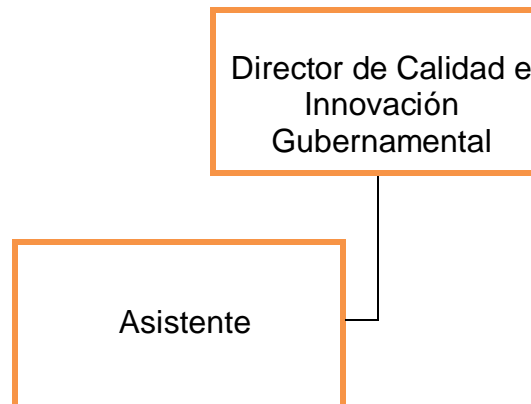 Director de Calidad e
Innovación
Gubernamental
Asistente